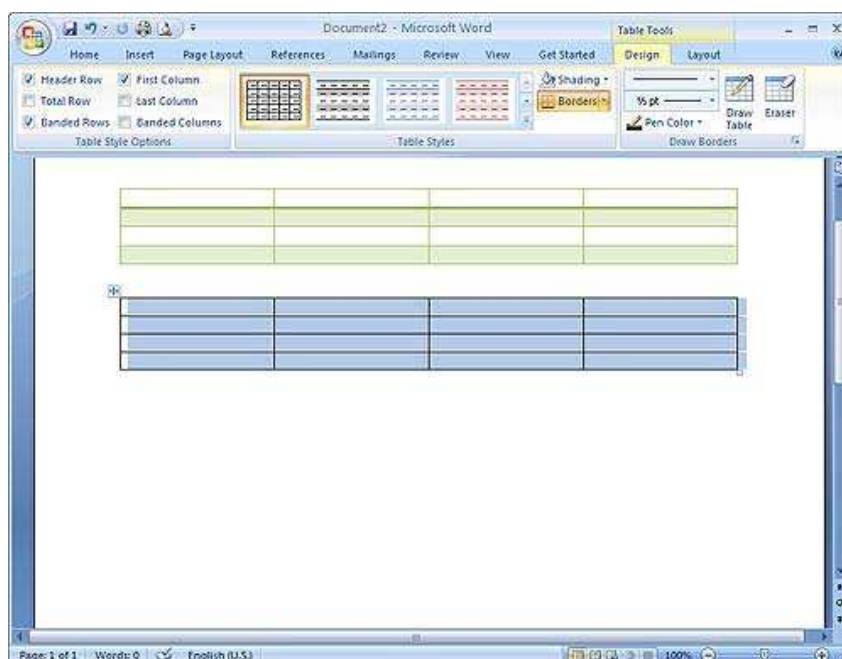 Document2 - Microsoft Word Table Tools
Home Insert Page Layout References Mailings Review View Get Started Design Layout
Header Row First Column
Total Row Last Column
Banded Rows Banded Columns
Table Style Options
Table Styles
Shading
Borders
½ pt
Pen Color
Draw Table
Eraser
Draw Borders
Page: 1 of 1 Words: 0 English (U.S.) 100%